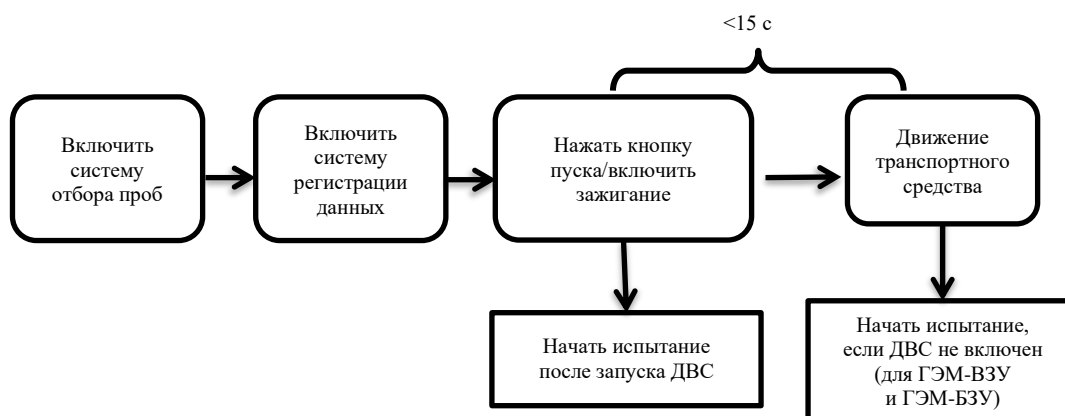 <15 с
Включить
систему
отбора проб
Включить
систему
регистрации
данных
Нажать кнопку
пуска/включить
зажигание
Движение
транспортного
средства
Начать испытание
после запуска ДВС
Начать испытание,
если ДВС не включен
(для ГЭМ-ВЗУ
и ГЭМ-БЗУ)